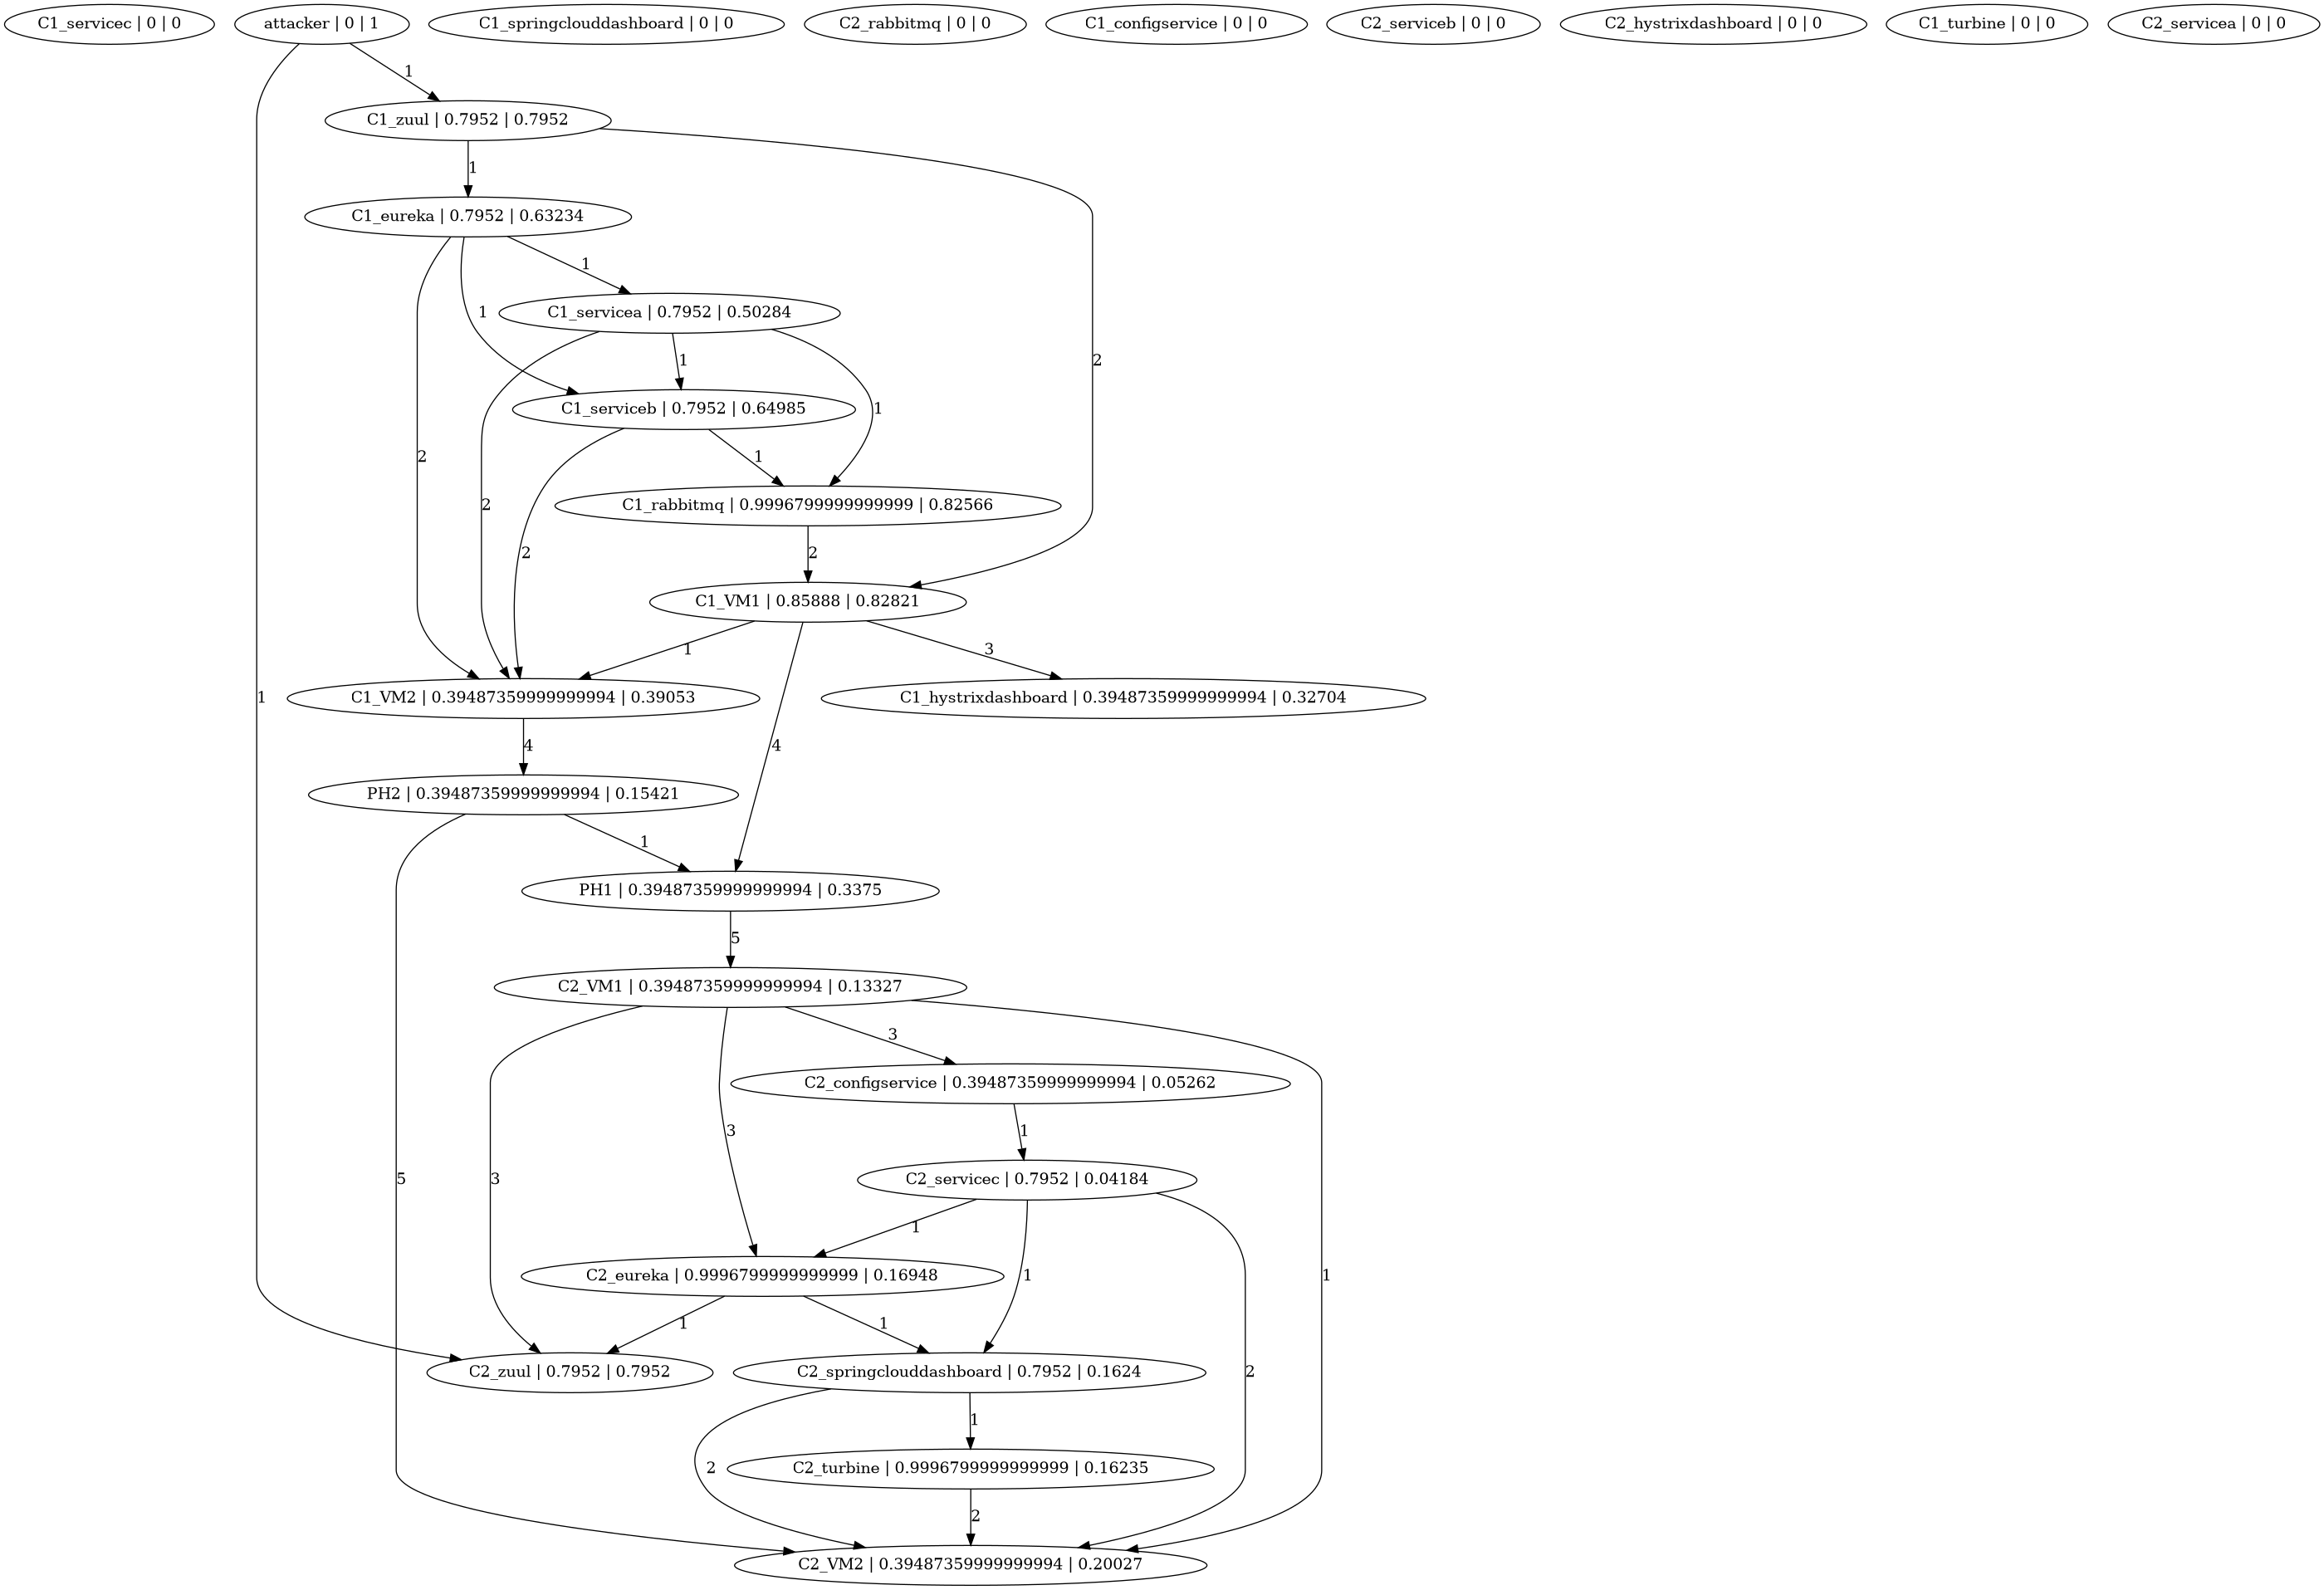 C1_servicec | 0 | 0
attacker | 0 | 1
C1_springclouddashboard | 0 | 0
C2_rabbitmq | 0 | 0
C1_configservice | 0 | 0
C2_serviceb | 0 | 0
C2_hystrixdashboard | 0 | 0
C1_turbine | 0 | 0
C2_servicea | 0 | 0
1
C1_zuul | 0.7952 | 0.7952
1
C1_eureka | 0.7952 | 0.63234
1
1
C1_servicea | 0.7952 | 0.50284
1
2
C1_serviceb | 0.7952 | 0.64985
1
2
1
2
C1_rabbitmq | 0.9996799999999999 | 0.82566
2
2
2
C1_VM1 | 0.85888 | 0.82821
1
3
1
C1_VM2 | 0.39487359999999994 | 0.39053
C1_hystrixdashboard | 0.39487359999999994 | 0.32704
4
4
PH2 | 0.39487359999999994 | 0.15421
1
PH1 | 0.39487359999999994 | 0.3375
5
C2_VM1 | 0.39487359999999994 | 0.13327
3
C2_configservice | 0.39487359999999994 | 0.05262
3
1
5
3
C2_servicec | 0.7952 | 0.04184
1
C2_eureka | 0.9996799999999999 | 0.16948
1
1
1
1
C2_zuul | 0.7952 | 0.7952
C2_springclouddashboard | 0.7952 | 0.1624
2
1
2
C2_turbine | 0.9996799999999999 | 0.16235
2
C2_VM2 | 0.39487359999999994 | 0.20027